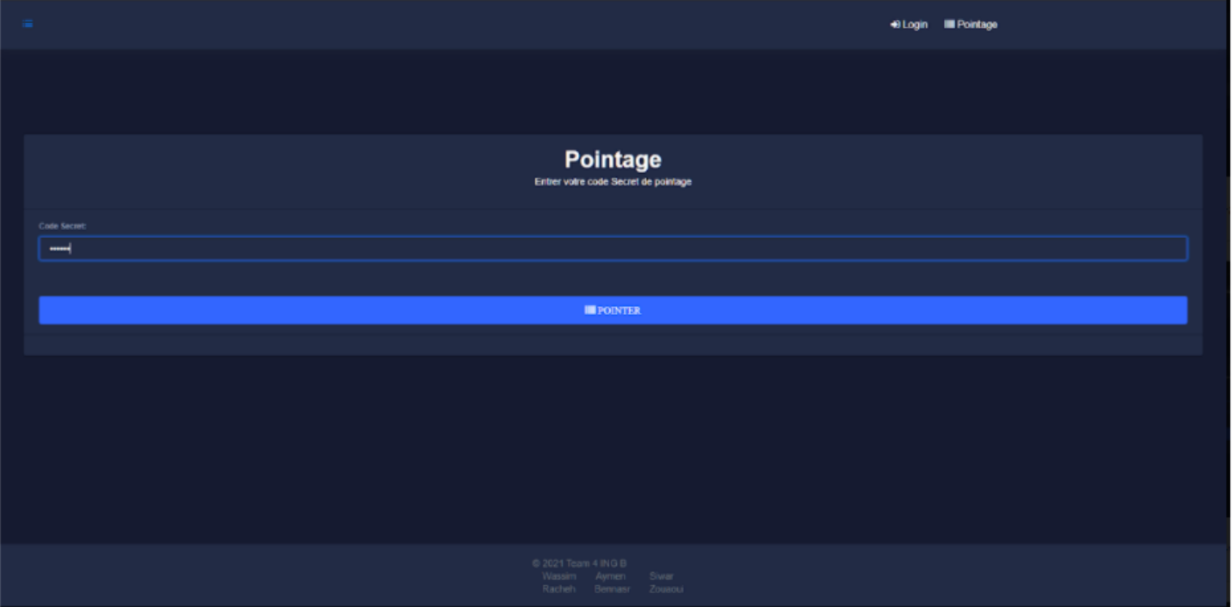 Login Pointage
Pointage
Entrer votre code Secret de pointage
Code Secret:
••••••
POINTER
© 2021 Team 4 ING B
Wassim Aymen Siwar
Racheh Bennasr Zouaoui